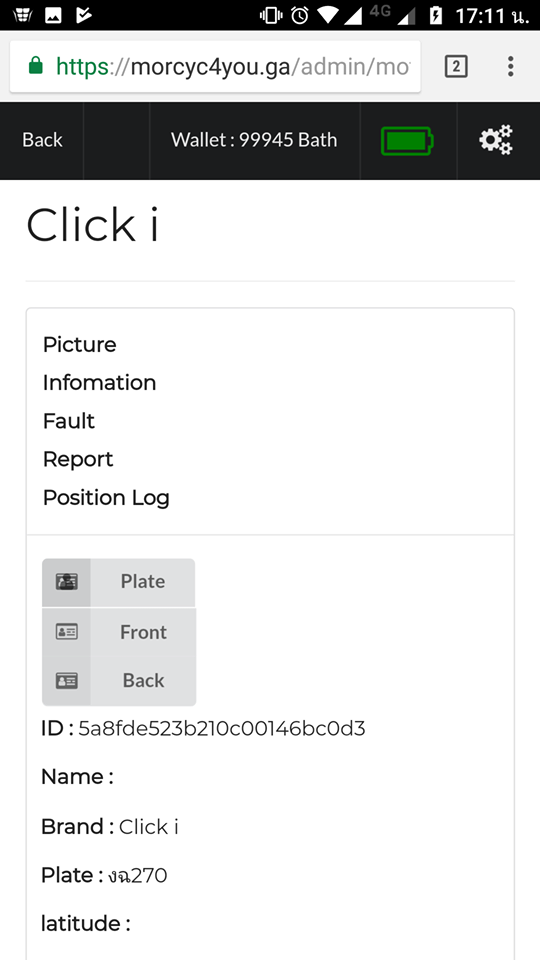 4G 17:11 น.
https://morcyc4you.ga/admin/mo
2
Back Wallet : 99945 Bath
Click i
Picture
Infomation
Fault
Report
Position Log
Plate
Front
Back
ID : 5a8fde523b210c00146bc0d3
Name :
Brand : Click i
Plate : งฉ270
latitude :